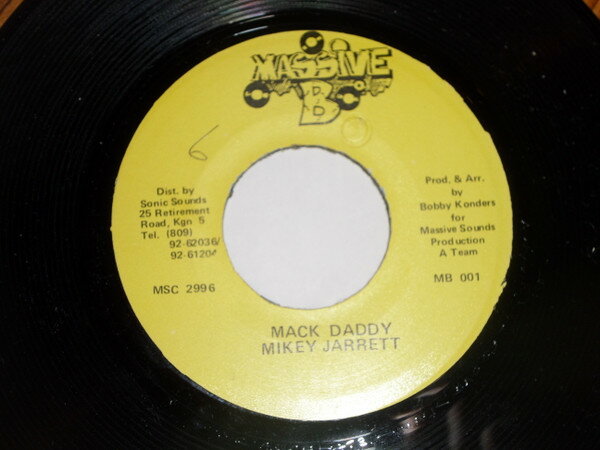 MASSIVE
B
6
Dist. by
Sonic Sounds
25 Retirement
Road, Kgn 5
Tel. (809)
92-62036/
92-61204
MSC 2996
Prod. & Arr.
by
Bobby Konders
for
Massive Sounds
Production
A Team
MB 001
MACK DADDY
MIKEY JARRETT